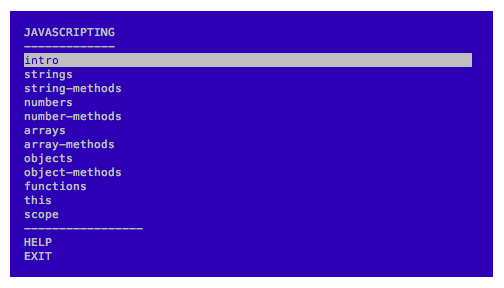 JAVASCRIPTING
─────────────
intro
strings
string-methods
numbers
number-methods
arrays
array-methods
objects
object-methods
functions
this
scope
─────────────────
HELP
EXIT